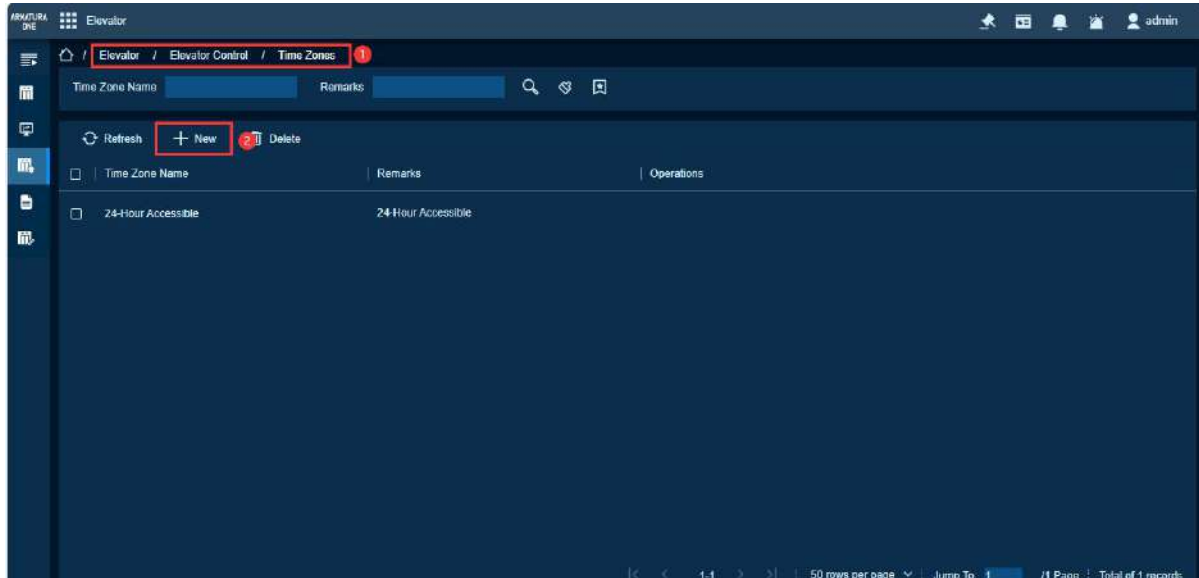 ARMATURA ONE Elevator admin
/ Elevator / Elevator Control / Time Zones 1
Time Zone Name Remarks
Refresh New 2 Delete
Time Zone Name Remarks Operations
24-Hour Accessible 24-Hour Accessible
1-1 50 rows per page Jump To 1 /1 Page Total of 1 records